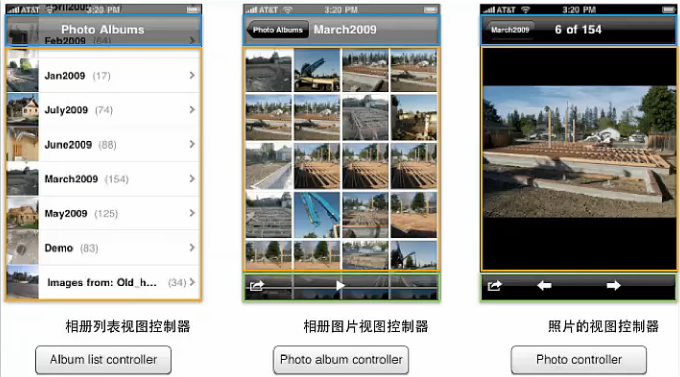 AT&T 3:20 PM
Photo Albums
Feb2009 (64)
Jan2009 (17)
July2009 (74)
June2009 (88)
March2009 (154)
May2009 (125)
Demo (83)
Images from: Old_h... (34)
相册列表视图控制器
Album list controller
AT&T 3:20 PM
Photo Albums March2009
相册图片视图控制器
Photo album controller
AT&T 3:20 PM
March2009 6 of 154
照片的视图控制器
Photo controller